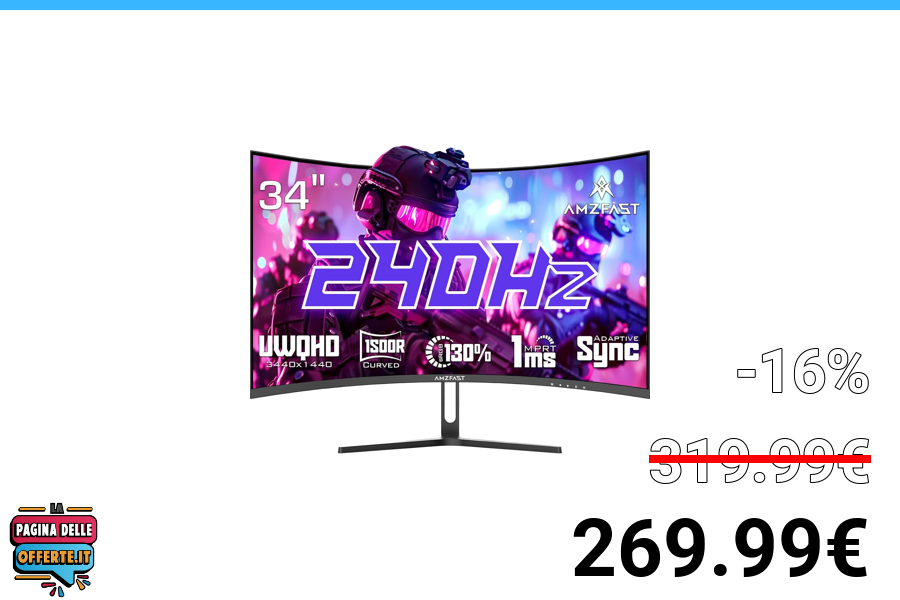 34"
AMZFAST
240Hz
UWQHD
3440x1440
1500R
CURVED
sRGB
130%
1ms
MPRT
ADAPTIVE
Sync
AMZFAST
-16%
319.99€
269.99€
LA
PAGINA DELLE
OFFERTE.IT